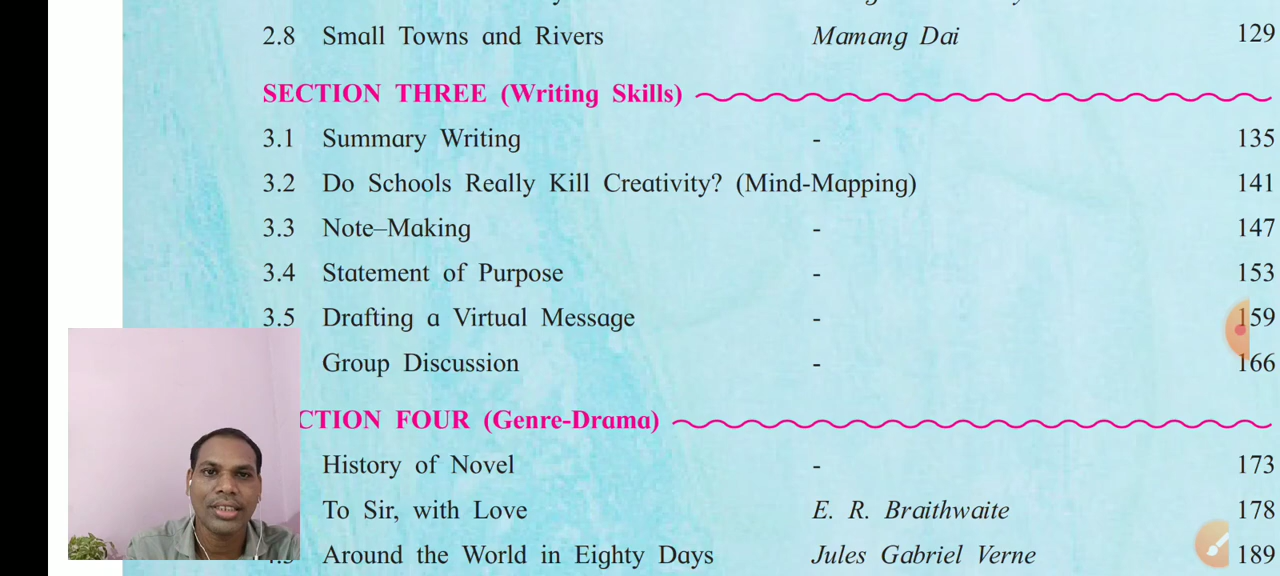 2.8 Small Towns and Rivers Mamang Dai 129
SECTION THREE (Writing Skills)
3.1 Summary Writing - 135
3.2 Do Schools Really Kill Creativity? (Mind-Mapping) 141
3.3 Note–Making - 147
3.4 Statement of Purpose - 153
3.5 Drafting a Virtual Message - 159
Group Discussion - 166
CTION FOUR (Genre-Drama)
History of Novel - 173
To Sir, with Love E. R. Braithwaite 178
Around the World in Eighty Days Jules Gabriel Verne 189